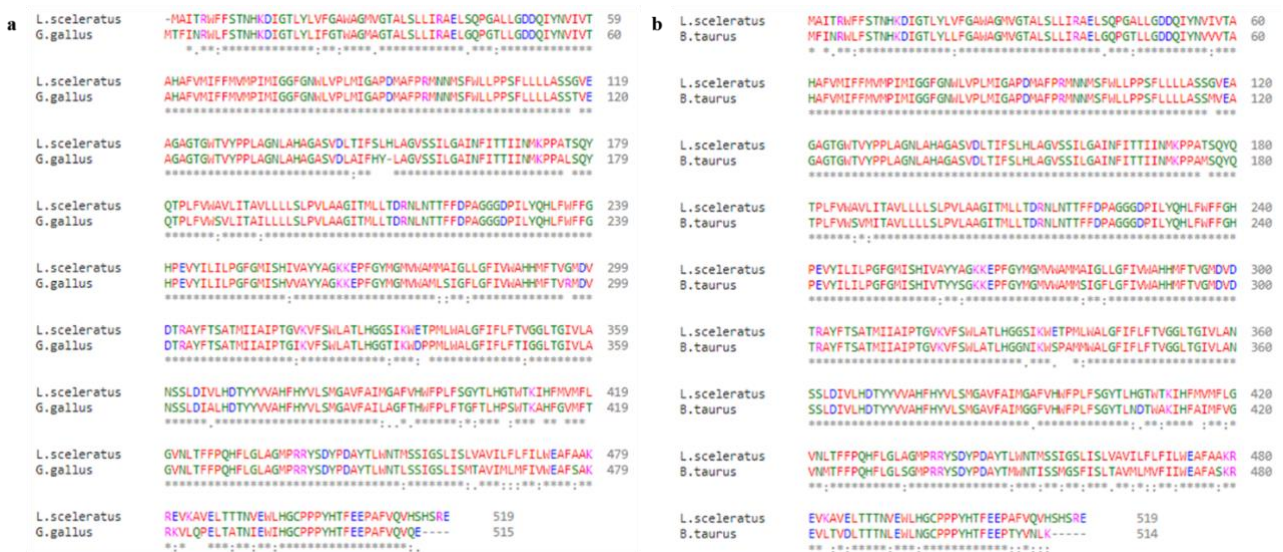 a
L.sceleratus -MAITRWFFSTNHKDIGTLYLVFGAWAGMVGTALSLLIRAELSQPGALLGDDQIYNVIVT 59
G.gallus MTFINRWLFSTNHKDIGTLYLIFGTWAGMAGTALSLLIRAELGQPGTLLGDDQIYNVIVT 60
L.sceleratus AHAFVMIFFMVMPIMIGGFGNWLVPLMIGAPDMAFPRMNNMSFWLLPPSFLLLLASSGVE 119
G.gallus AHAFVMIFFMVMPIMIGGFGNWLVPLMIGAPDMAFPRMNNMSFWLLPPSFLLLLASSTVE 120
L.sceleratus AGAGTGWTVYPPLAGNLAHAGASVDLTIFSLHLAGVSSILGAINFITTIINMKPPATSQY 179
G.gallus AGAGTGWTVYPPLAGNLAHAGASVDLAIFHY-LAGVSSILGAINFITTIINMKPPALSQY 179
L.sceleratus QTPLFVWAVLITAVLLLLSLPVLAAGITMLLTDRNLNTTFFDPAGGGDPILYQHLFWFFG 239
G.gallus QTPLFVWSVLITAILLLLSLPVLAAGITMLLTDRNLNTTFFDPAGGGDPILYQHLFWFFG 239
L.sceleratus HPEVYILILPGFGMISHIVAYYAGKKEPFGYMGMVWAMMAIGLLGFIVWAHHMFTVGMDV 299
G.gallus HPEVYILILPGFGMISHVVAYYAGKKEPFGYMGMVWAMLSIGFLGFIVWAHHMFTVRMDV 299
L.sceleratus DTRAYFTSATMIIAIPTGVKVFSWLATLHGGSIKWETPMLWALGFIFLFTVGGLTGIVLA 359
G.gallus DTRAYFTSATMIIAIPTGIKVFSWLATLHGGTIKWDPPMLWALGFIFLFTIGGLTGIVLA 359
L.sceleratus NSSLDIVLHDTYYVVAHFHYVLSMGAVFAIMGAFVHWFPLFSGYTLHGTWTKIHFMVMFL 419
G.gallus NSSLDIALHDTYYVVAHFHYVLSMGAVFAILAGFTHWFPLFTGFTLHPSWTKAHFGVMFT 419
L.sceleratus GVNLTFFPQHFLGLAGMPRRYSDYPDAYTLWNTMSSIGSLISLVAVILFLFILWEAFAAK 479
G.gallus GVNLTFFPQHFLGLAGMPRRYSDYPDAYTLWNTLSSIGSLISMTAVIMLMFIVWEAFSAK 479
L.sceleratus REVKAVELTTTNVEWLHGCPPPYHTFEEPAFVQVHSHSRE 519
G.gallus RKVLQPELTATNIEWIHGCPPPYHTFEEPAFVQVQE---- 515
b
L.sceleratus MAITRWFFSTNHKDIGTLYLVFGAWAGMVGTALSLLIRAELSQPGALLGDDQIYNVIVTA 60
B.taurus MFINRWLFSTNHKDIGTLYLLFGAWAGMVGTALSLLIRAELGQPGTLLGDDQIYNVVVTA 60
L.sceleratus HAFVMIFFMVMPIMIGGFGNWLVPLMIGAPDMAFPRMNNMSFWLLPPSFLLLLASSGVEA 120
B.taurus HAFVMIFFMVMPIMIGGFGNWLVPLMIGAPDMAFPRMNNMSFWLLPPSFLLLLASSMVEA 120
L.sceleratus GAGTGWTVYPPLAGNLAHAGASVDLTIFSLHLAGVSSILGAINFITTIINMKPPATSQYQ 180
B.taurus GAGTGWTVYPPLAGNLAHAGASVDLTIFSLHLAGVSSILGAINFITTIINMKPPAMSQYQ 180
L.sceleratus TPLFVWAVLITAVLLLLSLPVLAAGITMLLTDRNLNTTFFDPAGGGDPILYQHLFWFFGH 240
B.taurus TPLFVWSVMITAVLLLLSLPVLAAGITMLLTDRNLNTTFFDPAGGGDPILYQHLFWFFGH 240
L.sceleratus PEVYILILPGFGMISHIVAYYAGKKEPFGYMGMVWAMMAIGLLGFIVWAHHMFTVGMDVD 300
B.taurus PEVYILILPGFGMISHIVTYYSGKKEPFGYMGMVWAMMSIGFLGFIVWAHHMFTVGMDVD 300
L.sceleratus TRAYFTSATMIIAIPTGVKVFSWLATLHGGSIKWETPMLWALGFIFLFTVGGLTGIVLAN 360
B.taurus TRAYFTSATMIIAIPTGVKVFSWLATLHGGNIKWSPAMMWALGFIFLFTVGGLTGIVLAN 360
L.sceleratus SSLDIVLHDTYYVVAHFHYVLSMGAVFAIMGAFVHWFPLFSGYTLHGTWTKIHFMVMFLG 420
B.taurus SSLDIVLHDTYYVVAHFHYVLSMGAVFAIMGGFVHWFPLFSGYTLNDTWAKIHFAIMFVG 420
L.sceleratus VNLTFFPQHFLGLAGMPRRYSDYPDAYTLWNTMSSIGSLISLVAVILFLFILWEAFAAKR 480
B.taurus VNMTFFPQHFLGLSGMPRRYSDYPDAYTMWNTISSMGSFISLTAVMLMVFIIWEAFASKR 480
L.sceleratus EVKAVELTTTNVEWLHGCPPPYHTFEEPAFVQVHSHSRE 519
B.taurus EVLTVDLTTTNLEWLNGCPPPYHTFEEPTYVNLK----- 514